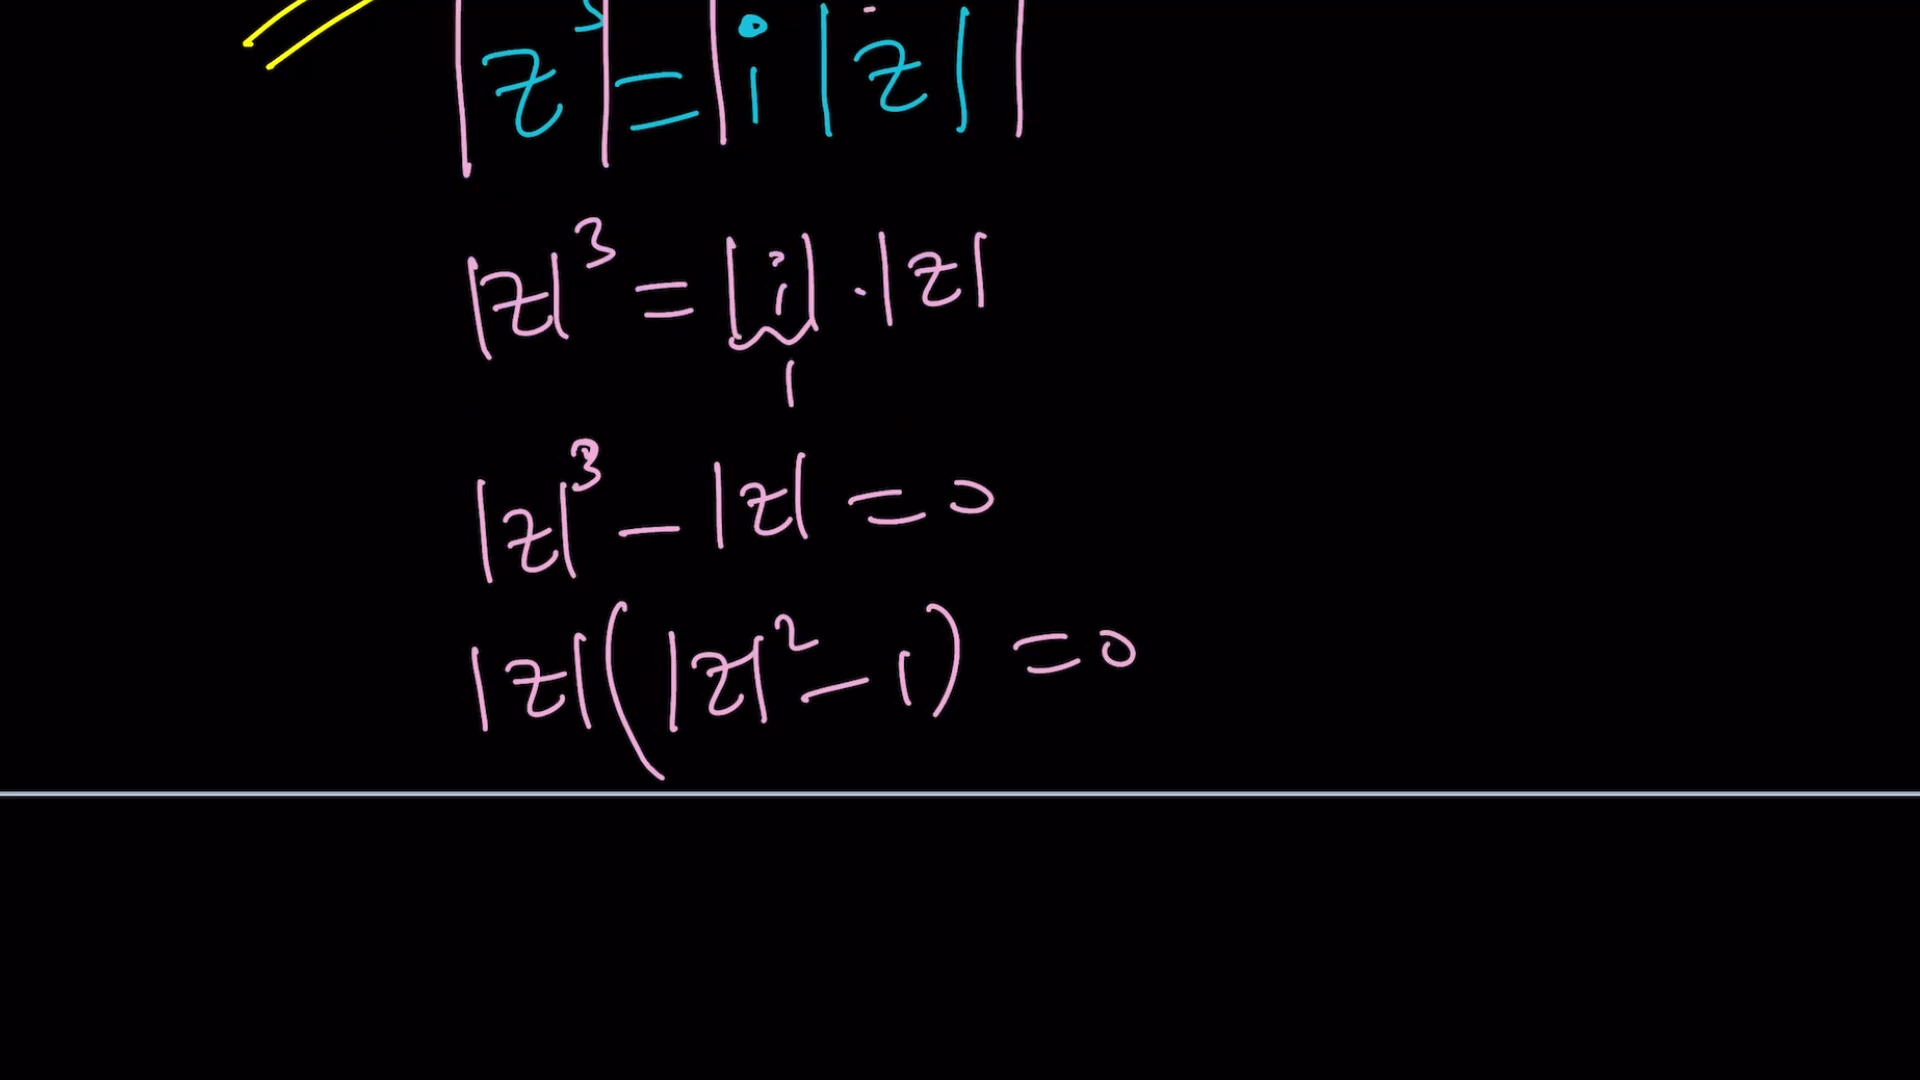 |z³| = |i|z||
|z|³ = |i| · |z|
1
|z|³ − |z| = 0
|z|(|z|² − 1) = 0